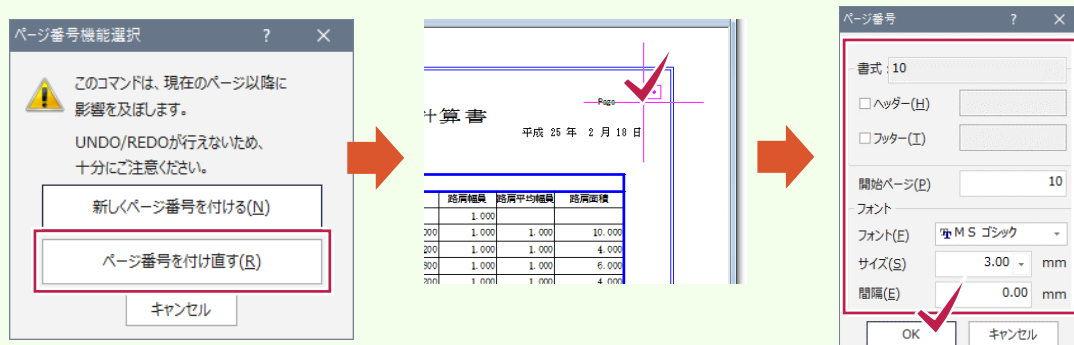 ページ番号機能選択 ? ×
このコマンドは、現在のページ以降に
影響を及ぼします。
UNDO/REDOが行えないため、
十分にご注意ください。
新しくページ番号を付ける(N)
ページ番号を付け直す(R)
キャンセル
Page
計算書
平成 25 年 2 月 18 日
路肩幅員 路肩平均幅員 路肩面積
1.000
000 1.000 1.000 10.000
200 1.000 1.000 4.000
300 1.000 1.000 6.000
200 1.000 1.000 4.000
ページ番号 ? ×
書式: 10
ヘッダー(H)
フッター(T)
開始ページ(P) 10
フォント
フォント(F) MS ゴシック
サイズ(S) 3.00 mm
間隔(E) 0.00 mm
OK キャンセル